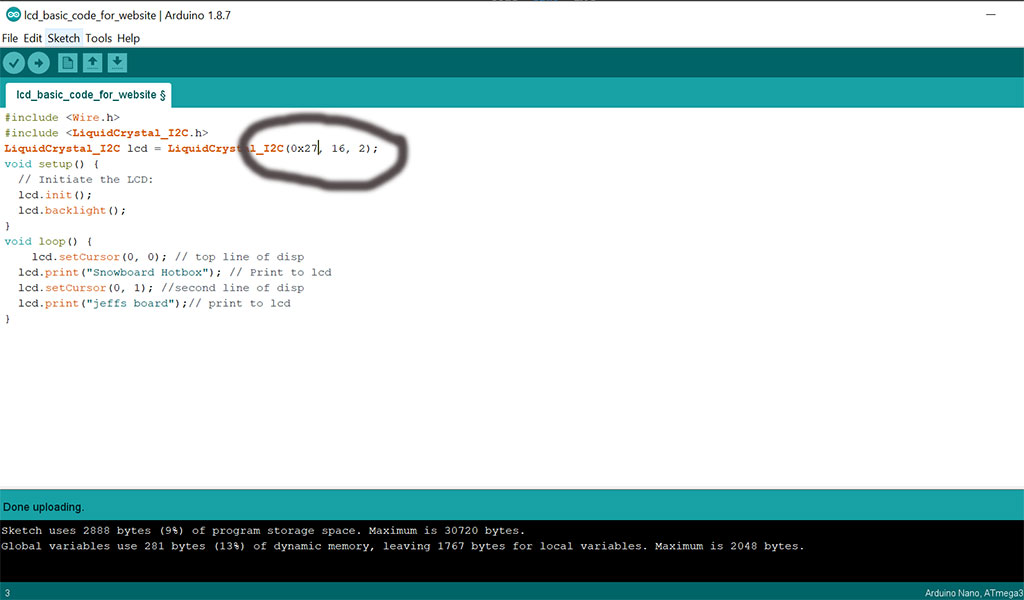 lcd_basic_code_for_website | Arduino 1.8.7
File Edit Sketch Tools Help
lcd_basic_code_for_website §
#include <Wire.h>
#include <LiquidCrystal_I2C.h>
LiquidCrystal_I2C lcd = LiquidCrystal_I2C(0x27, 16, 2);
void setup() {
// Initiate the LCD:
lcd.init();
lcd.backlight();
}
void loop() {
lcd.setCursor(0, 0); // top line of disp
lcd.print("Snowboard Hotbox"); // Print to lcd
lcd.setCursor(0, 1); //second line of disp
lcd.print("jeffs board");// print to lcd
}
Done uploading.
Sketch uses 2888 bytes (9%) of program storage space. Maximum is 30720 bytes.
Global variables use 281 bytes (13%) of dynamic memory, leaving 1767 bytes for local variables. Maximum is 2048 bytes.
3
Arduino Nano, ATmega3